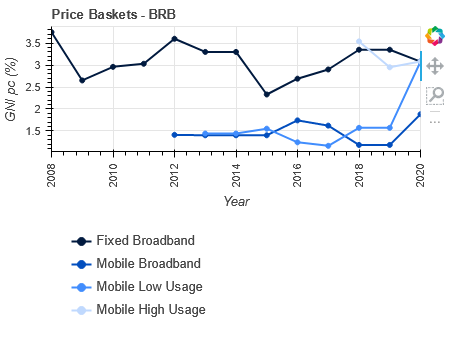 Price Baskets - BRB
GNI pc (%)
3.5
3
2.5
2
1.5
2008
2010
2012
2014
2016
2018
2020
Year
Fixed Broadband
Mobile Broadband
Mobile Low Usage
Mobile High Usage